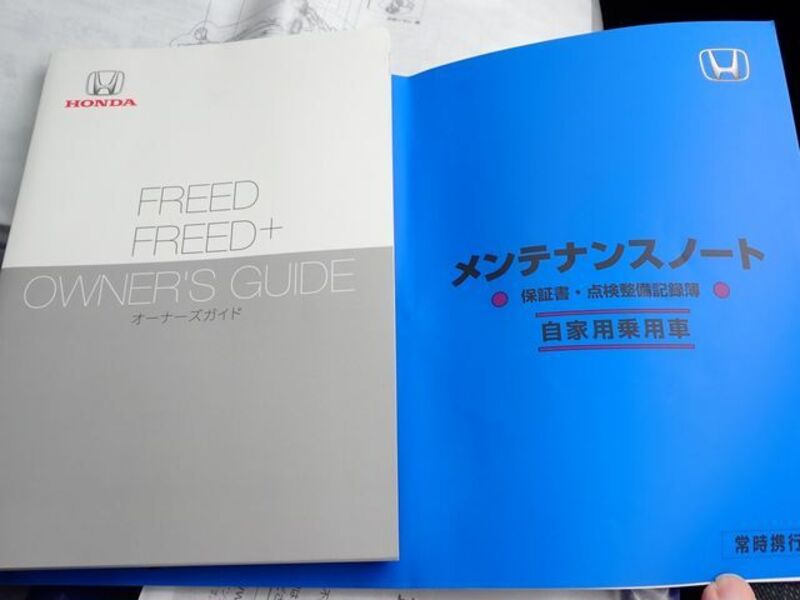 HONDA
FREED
FREED+
OWNER'S GUIDE
オーナーズガイド
メンテナンスノート
保証書・点検整備記録簿
自家用乗用車
常時携行